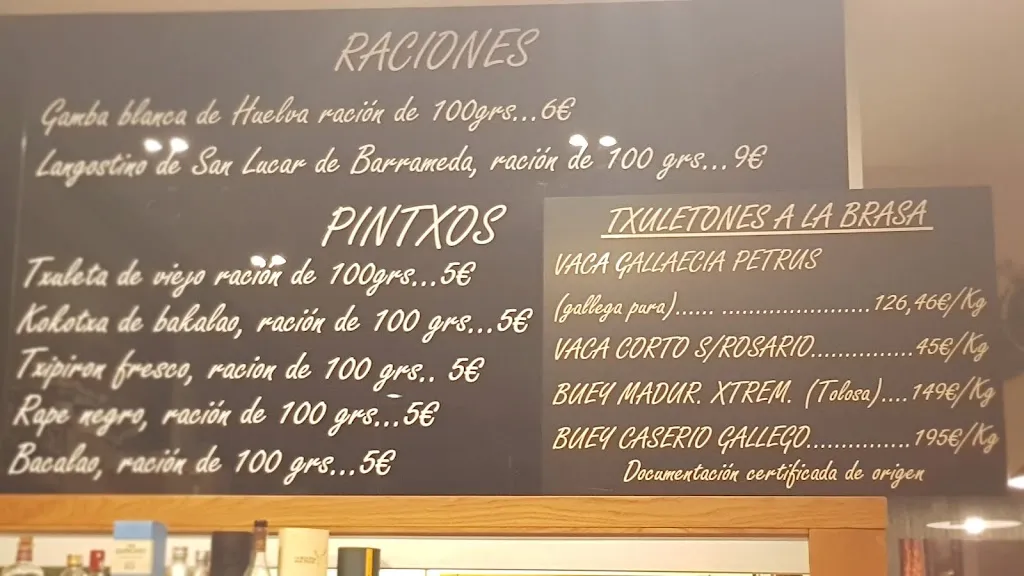 RACIONES
Gamba blanca de Huelva ración de 100grs...6€
Langostino de San Lucar de Barrameda, ración de 100 grs...9€
PINTXOS
Txuleta de viejo ración de 100grs...5€
Kokotxa de bakalao, ración de 100 grs...5€
Txipiron fresco, racion de 100 grs.. 5€
Rape negro, ración de 100 grs...5€
Bacalao, ración de 100 grs...5€
TXULETONES A LA BRASA
VACA GALLAECIA PETRUS
(gallega pura)...... ......................126,46€/Kg
VACA CORTO S/ROSARIO...............45€/Kg
BUEY MADUR. XTREM. (Tolosa)....149€/Kg
BUEY CASERIO GALLEGO...............195€/Kg
Documentación certificada de origen